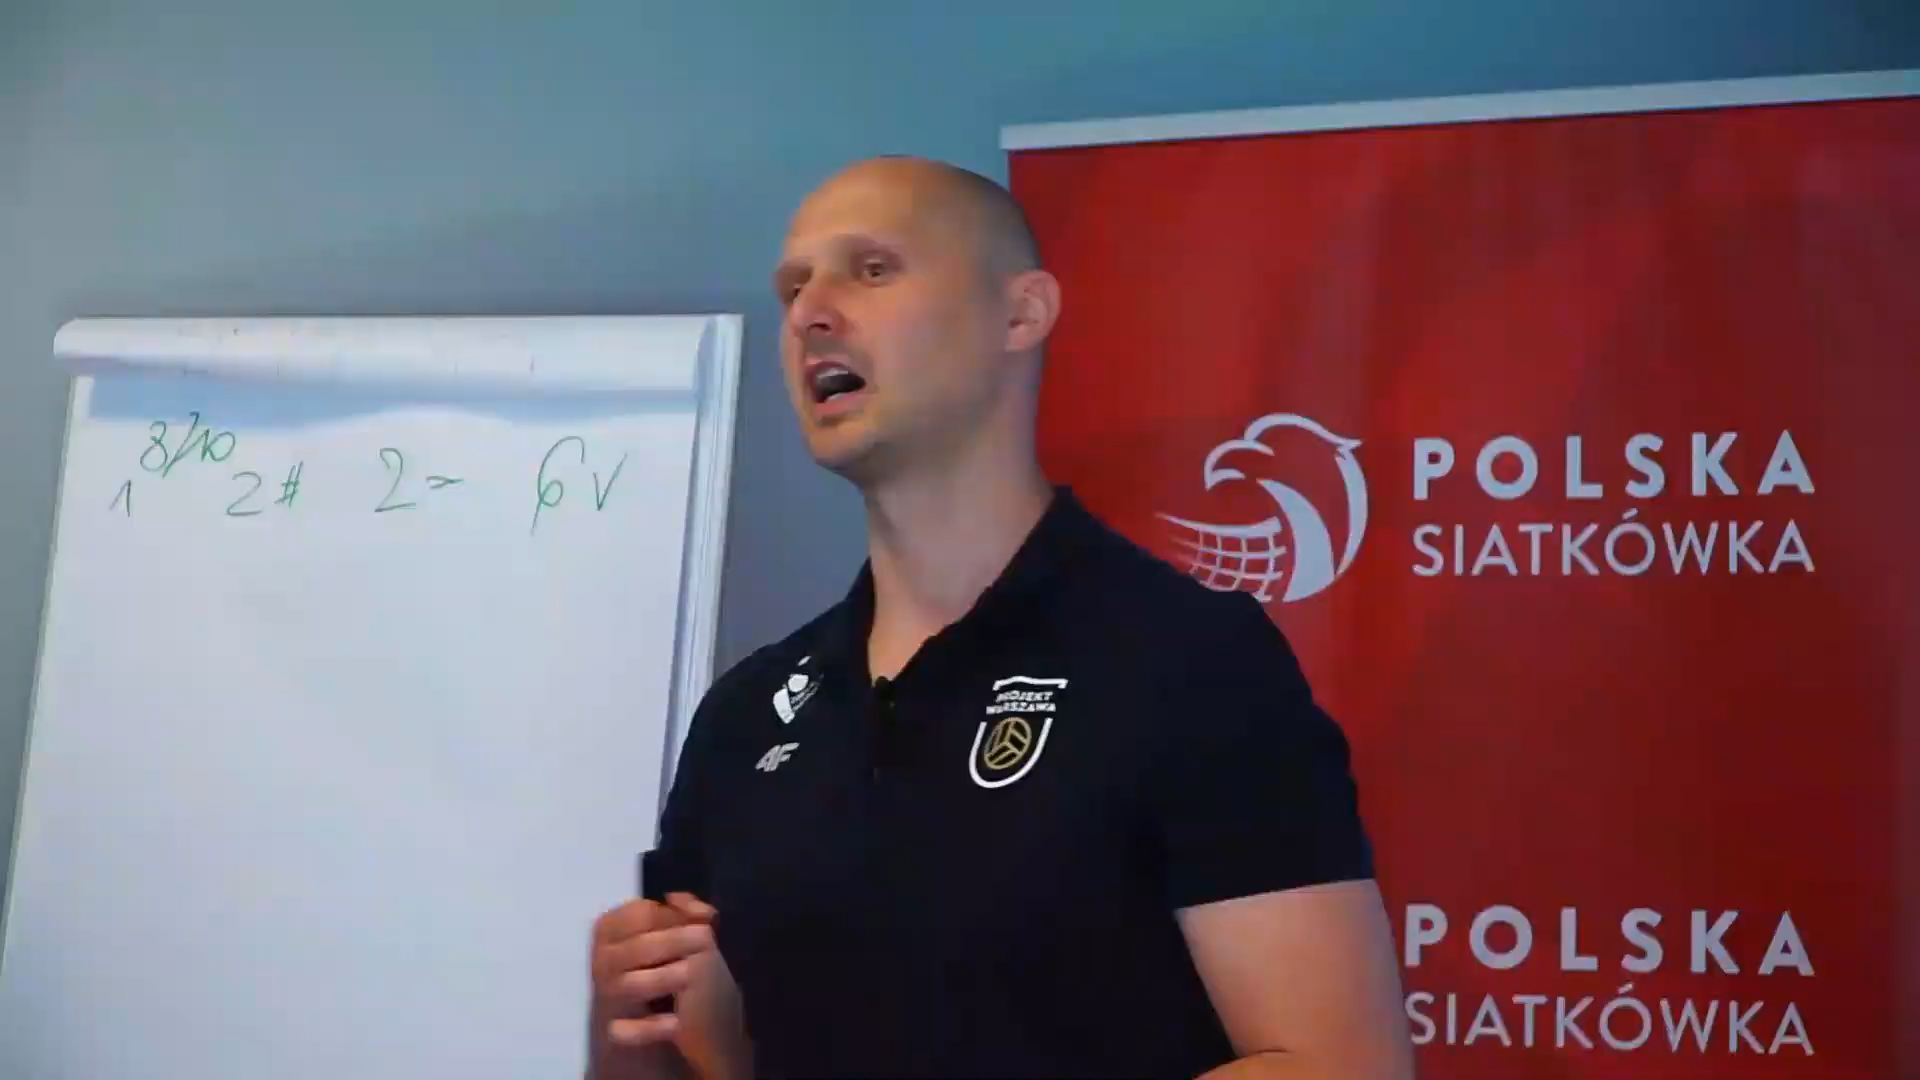 8/10
1 2# 2= 6V
POLSKA
SIATKÓWKA
PROJEKT
WARSZAWA
4F
POLSKA
SIATKÓWKA